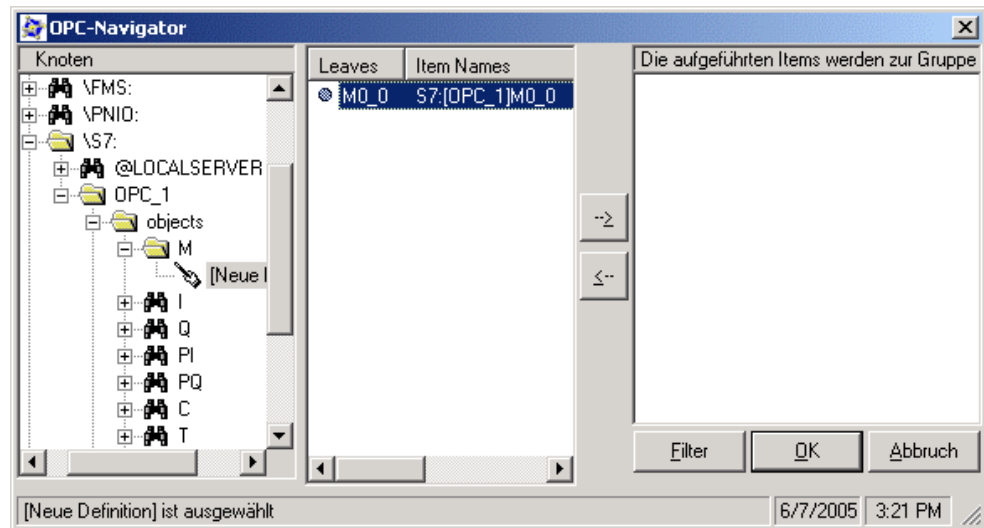 OPC-Navigator
Knoten
\FMS:
\PNIO:
\S7:
@LOCALSERVER
OPC_1
objects
M
[Neue
I
Q
PI
PQ
C
T
Leaves Item Names
M0_0 S7:[OPC_1]M0_0
-->
<--
Die aufgeführten Items werden zur Gruppe
Filter OK Abbruch
[Neue Definition] ist ausgewählt 6/7/2005 3:21 PM